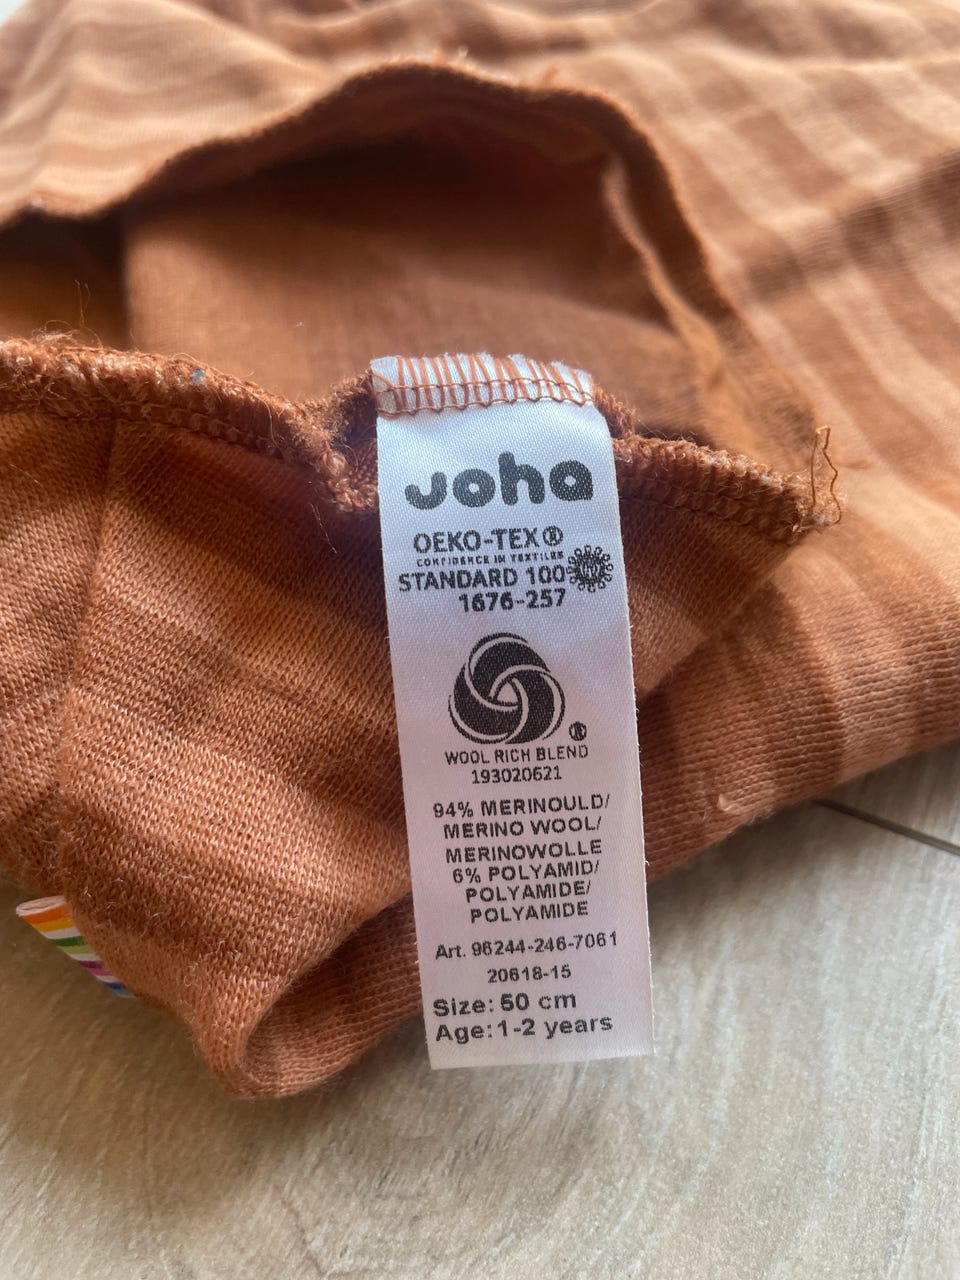 Joha
OEKO-TEX®
CONFIDENCE IN TEXTILES
STANDARD 100
1676-257
®
WOOL RICH BLEND
193020621
94% MERINOULD/
MERINO WOOL/
MERINOWOLLE
6% POLYAMID/
POLYAMIDE/
POLYAMIDE
Art. 96244-246-7061
20618-15
Size: 50 cm
Age: 1-2 years